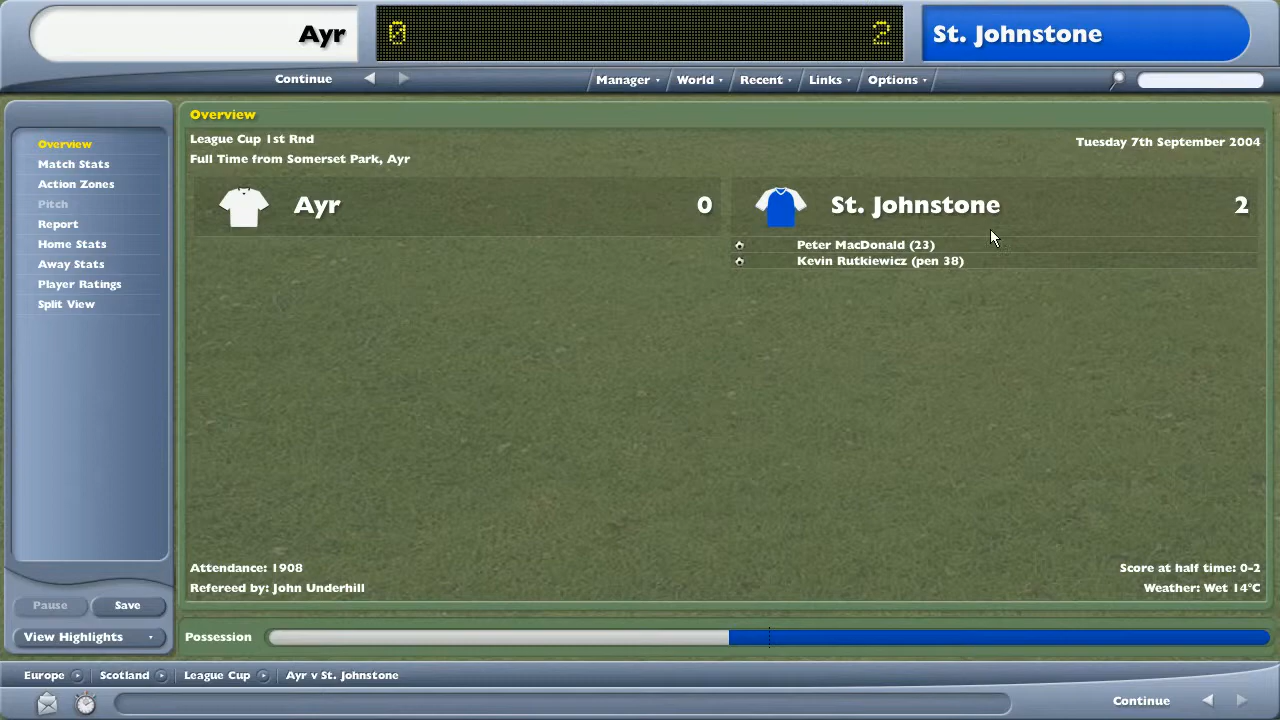 Ayr
0
2
St. Johnstone
Continue
Manager
World
Recent
Links
Options
Overview
Match Stats
Action Zones
Pitch
Report
Home Stats
Away Stats
Player Ratings
Split View
Pause
Save
View Highlights
Overview
League Cup 1st Rnd
Tuesday 7th September 2004
Full Time from Somerset Park, Ayr
Ayr 0
St. Johnstone 2
Peter MacDonald (23)
Kevin Rutkiewicz (pen 38)
Attendance: 1908
Score at half time: 0-2
Refereed by: John Underhill
Weather: Wet 14°C
Possession
Europe
Scotland
League Cup
Ayr v St. Johnstone
Continue